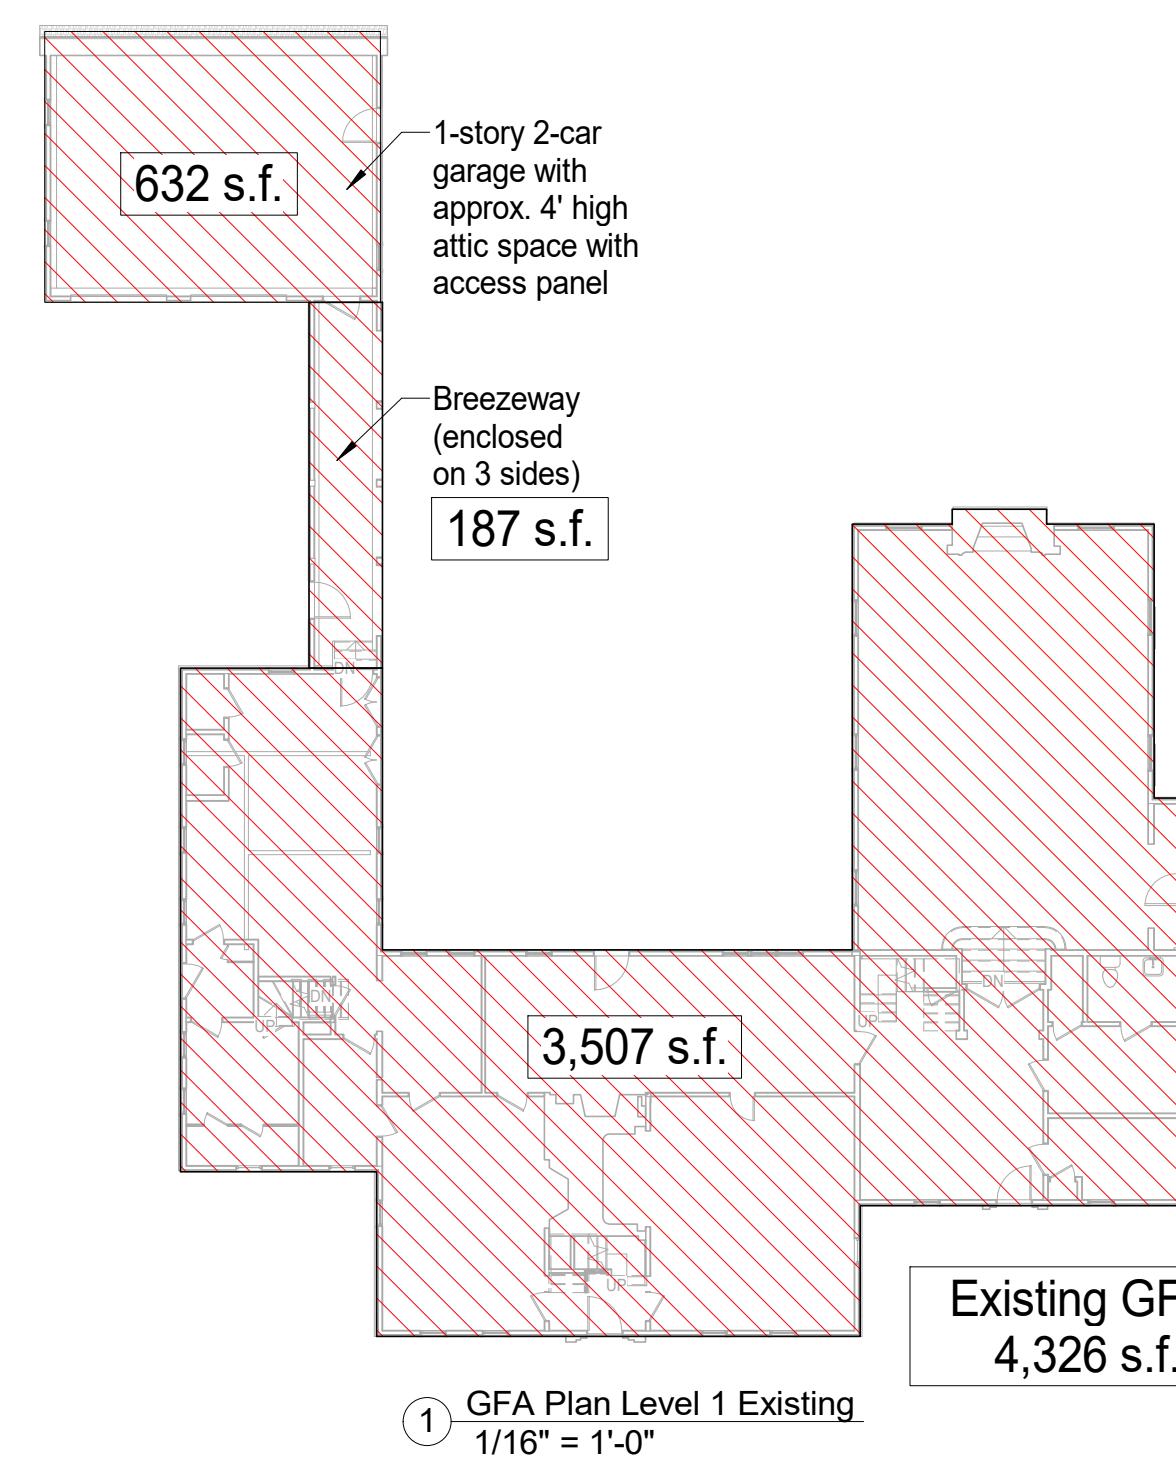 1-story 2-car
garage with
approx. 4' high
attic space with
access panel
632 s.f.
Breezeway
(enclosed
on 3 sides)
187 s.f.
DN
DN
UP
UP
DN
3,507 s.f.
UP
Existing GF
4,326 s.f.
1
GFA Plan Level 1 Existing
1/16" = 1'-0"